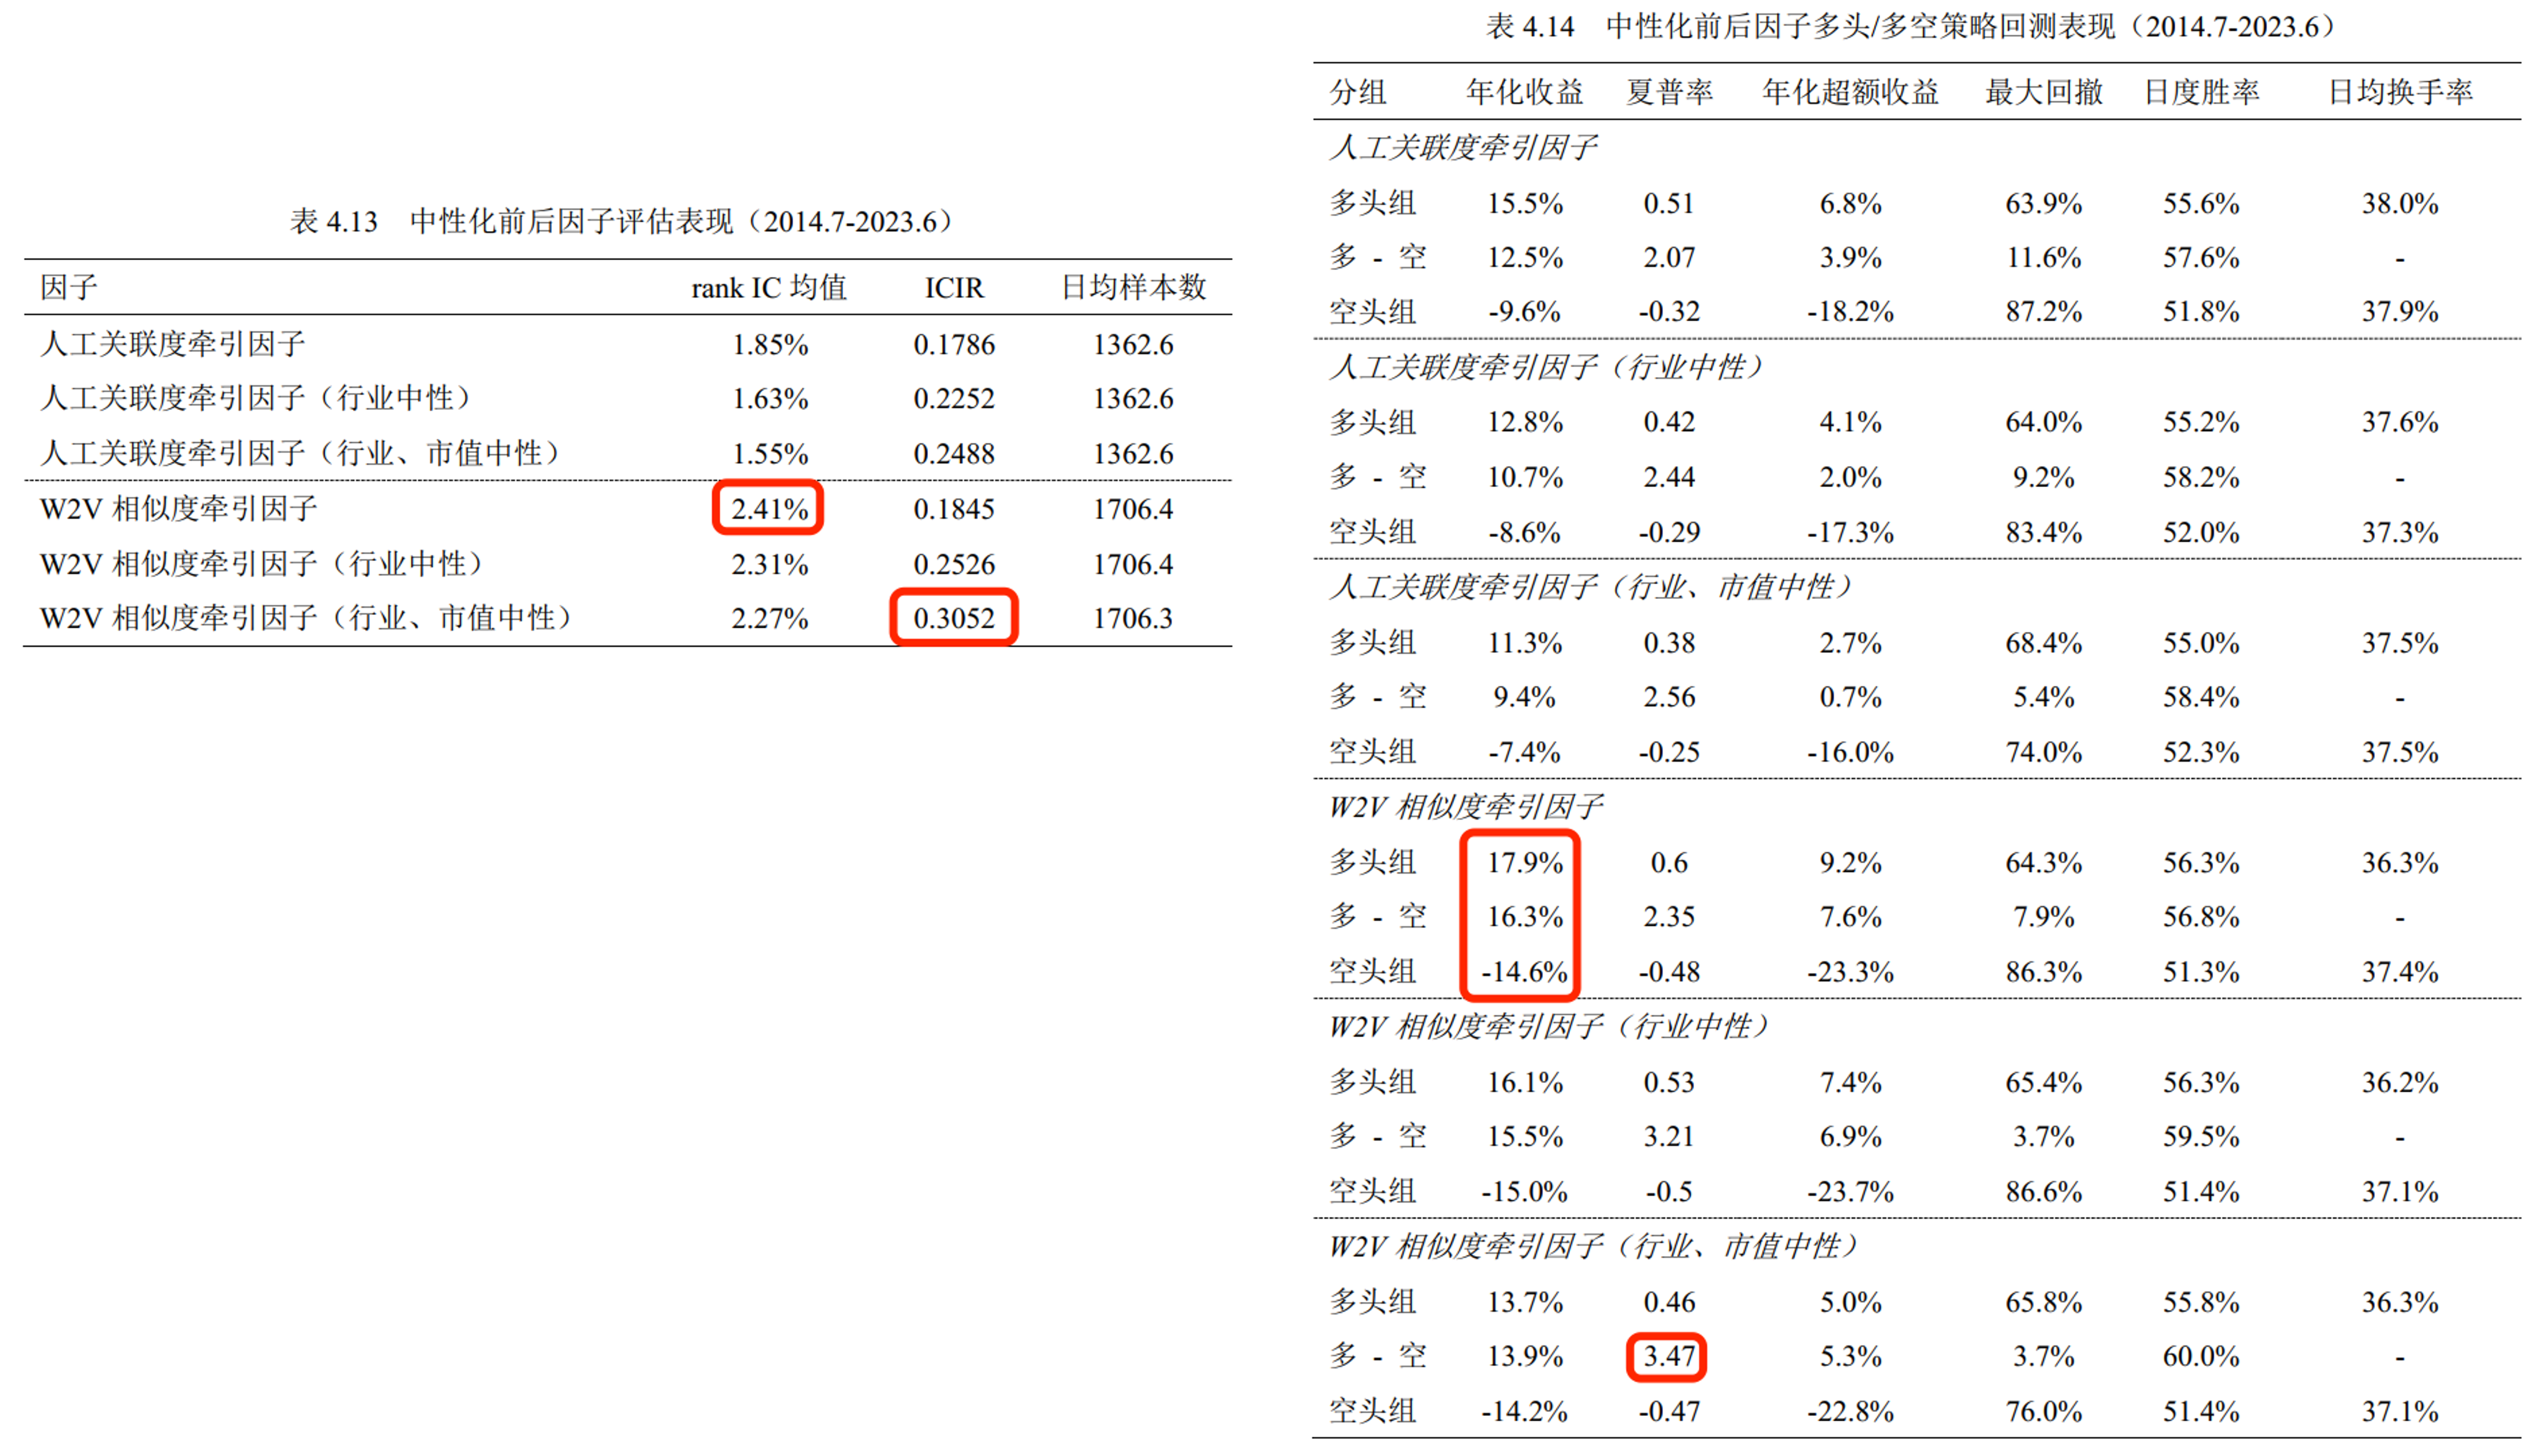 表 4.13 中性化前后因子评估表现（2014.7-2023.6）
因子 rank IC 均值 ICIR 日均样本数
人工关联度牵引因子 1.85% 0.1786 1362.6
人工关联度牵引因子（行业中性） 1.63% 0.2252 1362.6
人工关联度牵引因子（行业、市值中性） 1.55% 0.2488 1362.6
W2V 相似度牵引因子 2.41% 0.1845 1706.4
W2V 相似度牵引因子（行业中性） 2.31% 0.2526 1706.4
W2V 相似度牵引因子（行业、市值中性） 2.27% 0.3052 1706.3
表 4.14 中性化前后因子多头/多空策略回测表现（2014.7-2023.6）
分组 年化收益 夏普率 年化超额收益 最大回撤 日度胜率 日均换手率
人工关联度牵引因子
多头组 15.5% 0.51 6.8% 63.9% 55.6% 38.0%
多 - 空 12.5% 2.07 3.9% 11.6% 57.6% -
空头组 -9.6% -0.32 -18.2% 87.2% 51.8% 37.9%
人工关联度牵引因子（行业中性）
多头组 12.8% 0.42 4.1% 64.0% 55.2% 37.6%
多 - 空 10.7% 2.44 2.0% 9.2% 58.2% -
空头组 -8.6% -0.29 -17.3% 83.4% 52.0% 37.3%
人工关联度牵引因子（行业、市值中性）
多头组 11.3% 0.38 2.7% 68.4% 55.0% 37.5%
多 - 空 9.4% 2.56 0.7% 5.4% 58.4% -
空头组 -7.4% -0.25 -16.0% 74.0% 52.3% 37.5%
W2V 相似度牵引因子
多头组 17.9% 0.6 9.2% 64.3% 56.3% 36.3%
多 - 空 16.3% 2.35 7.6% 7.9% 56.8% -
空头组 -14.6% -0.48 -23.3% 86.3% 51.3% 37.4%
W2V 相似度牵引因子（行业中性）
多头组 16.1% 0.53 7.4% 65.4% 56.3% 36.2%
多 - 空 15.5% 3.21 6.9% 3.7% 59.5% -
空头组 -15.0% -0.5 -23.7% 86.6% 51.4% 37.1%
W2V 相似度牵引因子（行业、市值中性）
多头组 13.7% 0.46 5.0% 65.8% 55.8% 36.3%
多 - 空 13.9% 3.47 5.3% 3.7% 60.0% -
空头组 -14.2% -0.47 -22.8% 76.0% 51.4% 37.1%